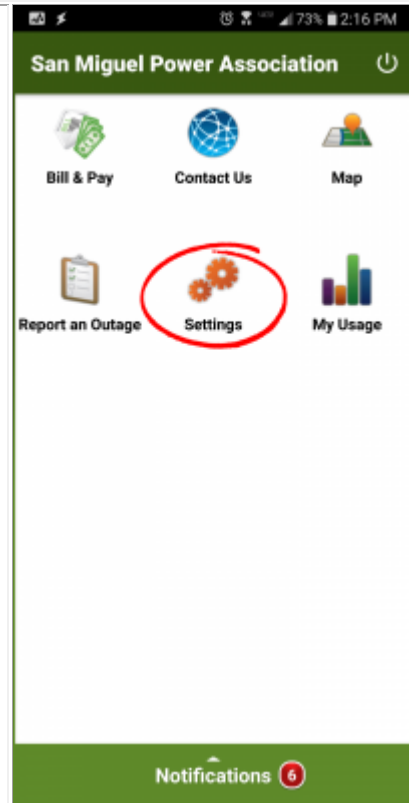 73% 2:16 PM
San Miguel Power Association
Bill & Pay Contact Us Map
Report an Outage Settings My Usage
Notifications 6